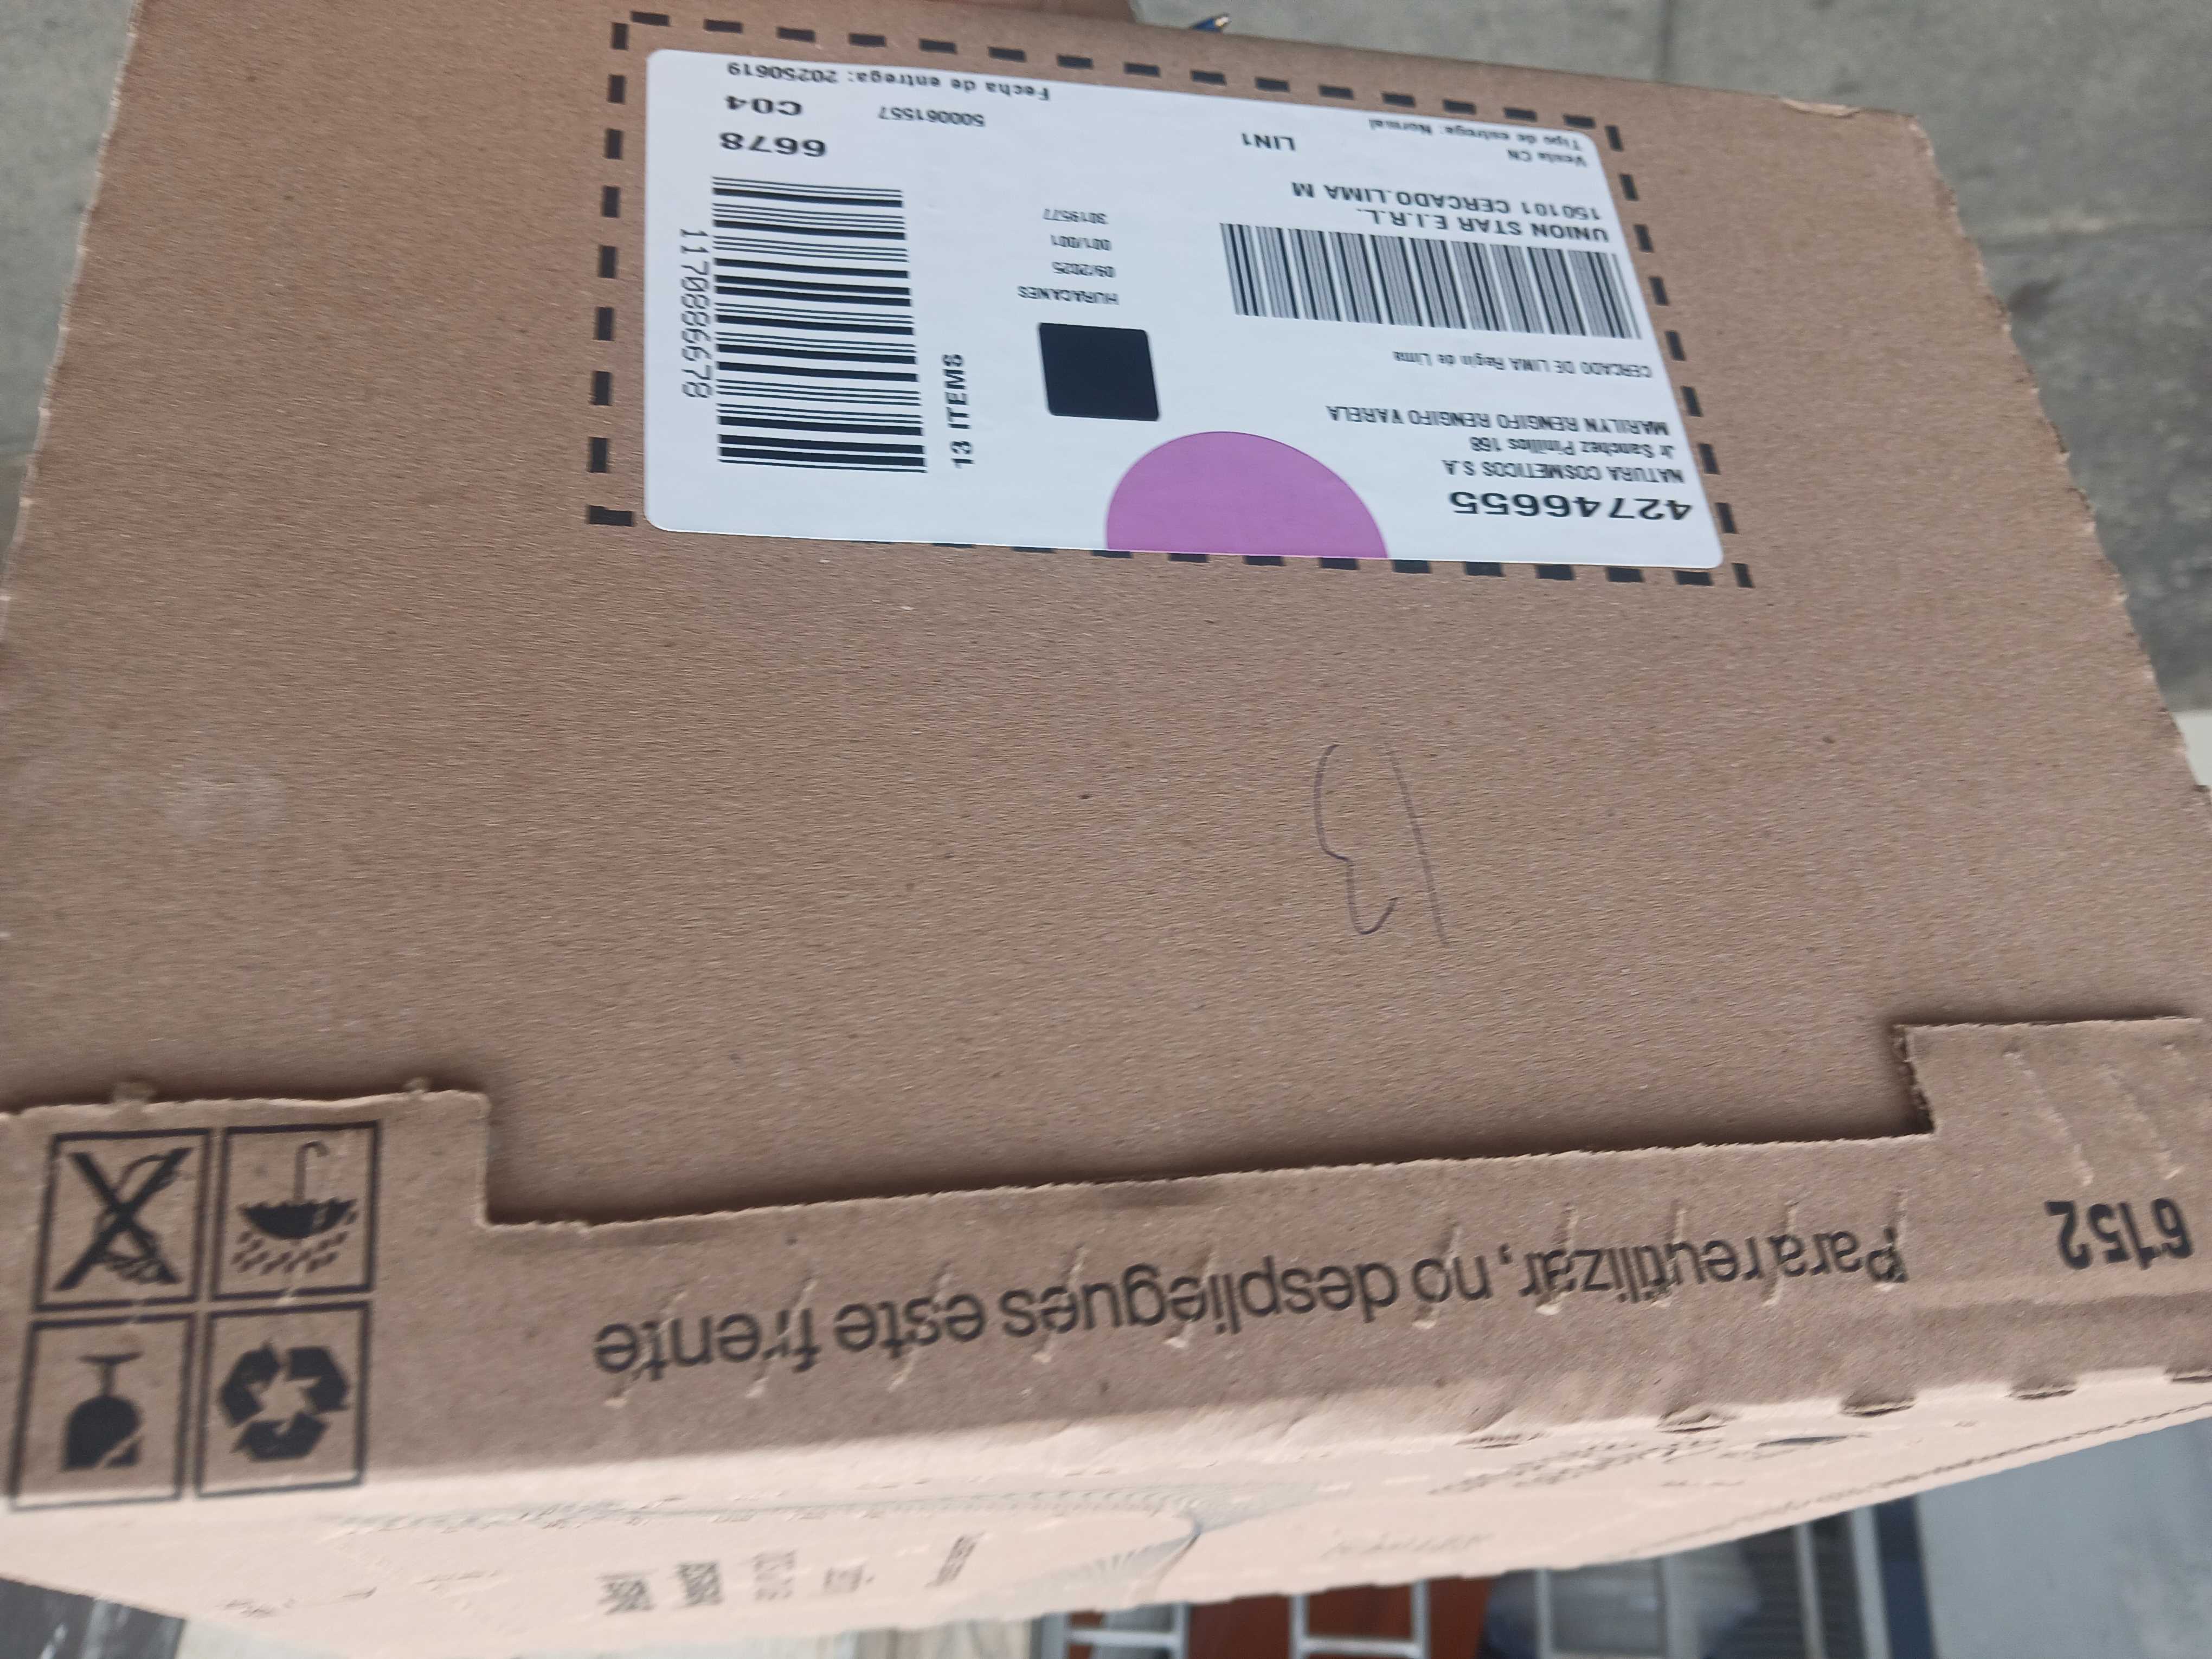 42746655
NATURA COSMETICOS S.A
Jr Sanchez Pinillos 168
MARILYN RENGIFO RENGIFO VARELA
CERCADO DE LIMA Regin de Lima
UNION STAR E.I.R.L.
150101 CERCADO.LIMA M
Venta CN
Tipo de entrega: Normal
LIN1
HURACANES
09/2025
001/001
3019577
13 ITEMS
1170886678
6678
C04
500061557
Fecha de entrega: 20250619
13
6152
Para reutilizar, no despliegues este frente